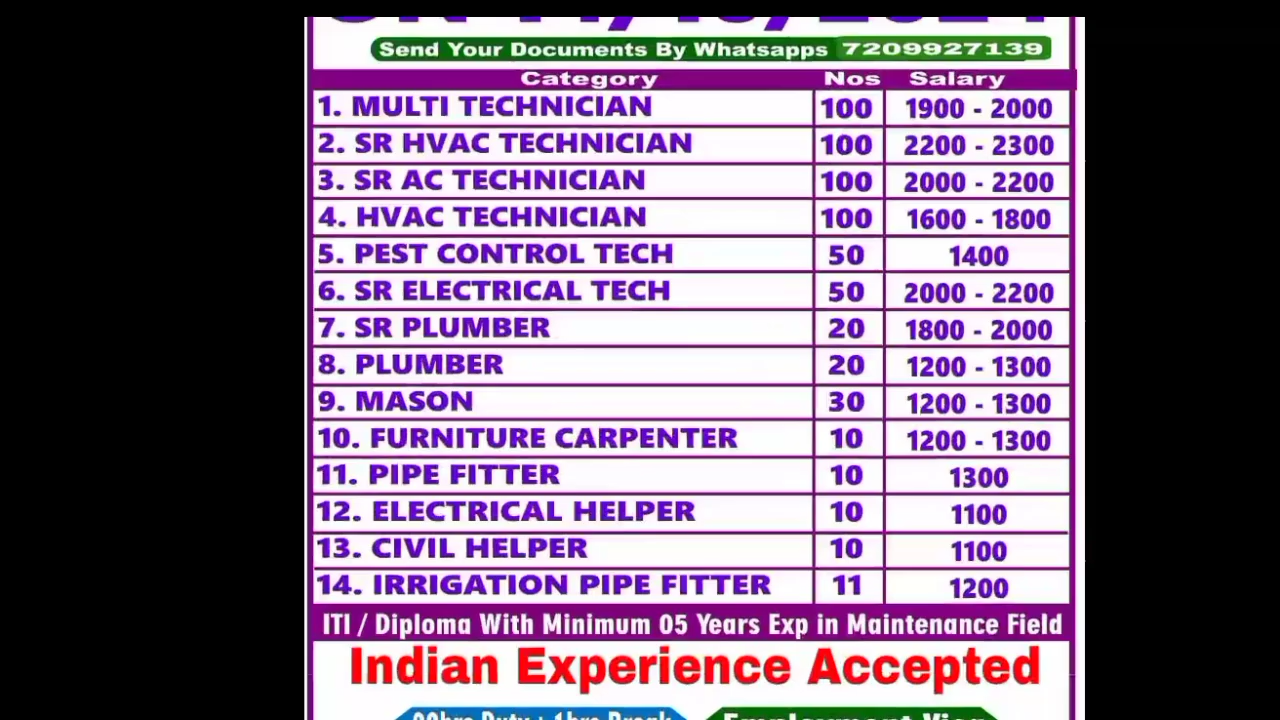 Send Your Documents By Whatsapps 7209927139
Category Nos Salary
1. MULTI TECHNICIAN 100 1900 - 2000
2. SR HVAC TECHNICIAN 100 2200 - 2300
3. SR AC TECHNICIAN 100 2000 - 2200
4. HVAC TECHNICIAN 100 1600 - 1800
5. PEST CONTROL TECH 50 1400
6. SR ELECTRICAL TECH 50 2000 - 2200
7. SR PLUMBER 20 1800 - 2000
8. PLUMBER 20 1200 - 1300
9. MASON 30 1200 - 1300
10. FURNITURE CARPENTER 10 1200 - 1300
11. PIPE FITTER 10 1300
12. ELECTRICAL HELPER 10 1100
13. CIVIL HELPER 10 1100
14. IRRIGATION PIPE FITTER 11 1200
ITI / Diploma With Minimum 05 Years Exp in Maintenance Field
Indian Experience Accepted
Duty + 1hrs Break Employment Visa